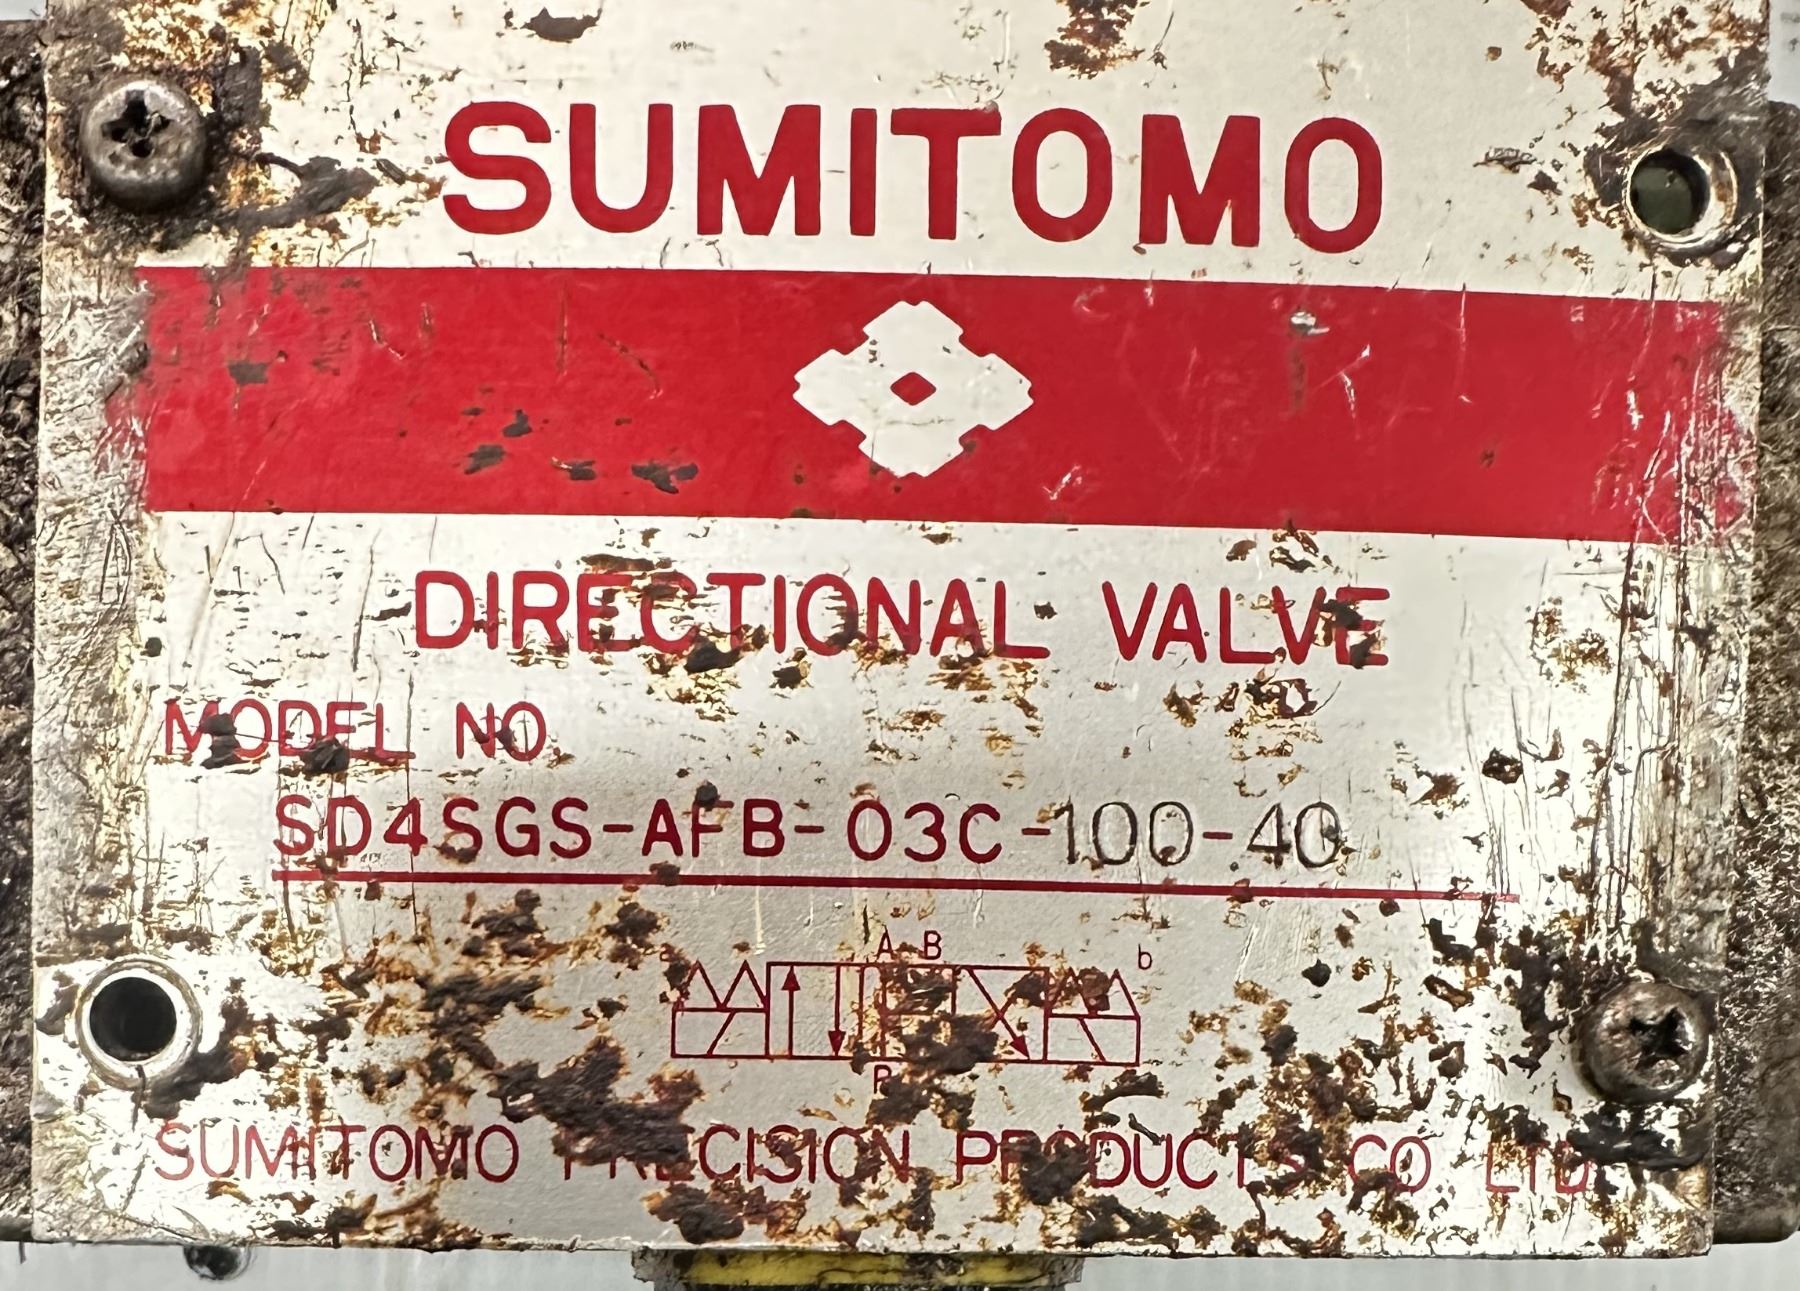 SUMITOMO
DIRECTIONAL VALVE
MODEL NO
SD4SGS-AFB-03C-100-40
A B
b
SUMITOMO PRECISION PRODUCTS CO. LTD.